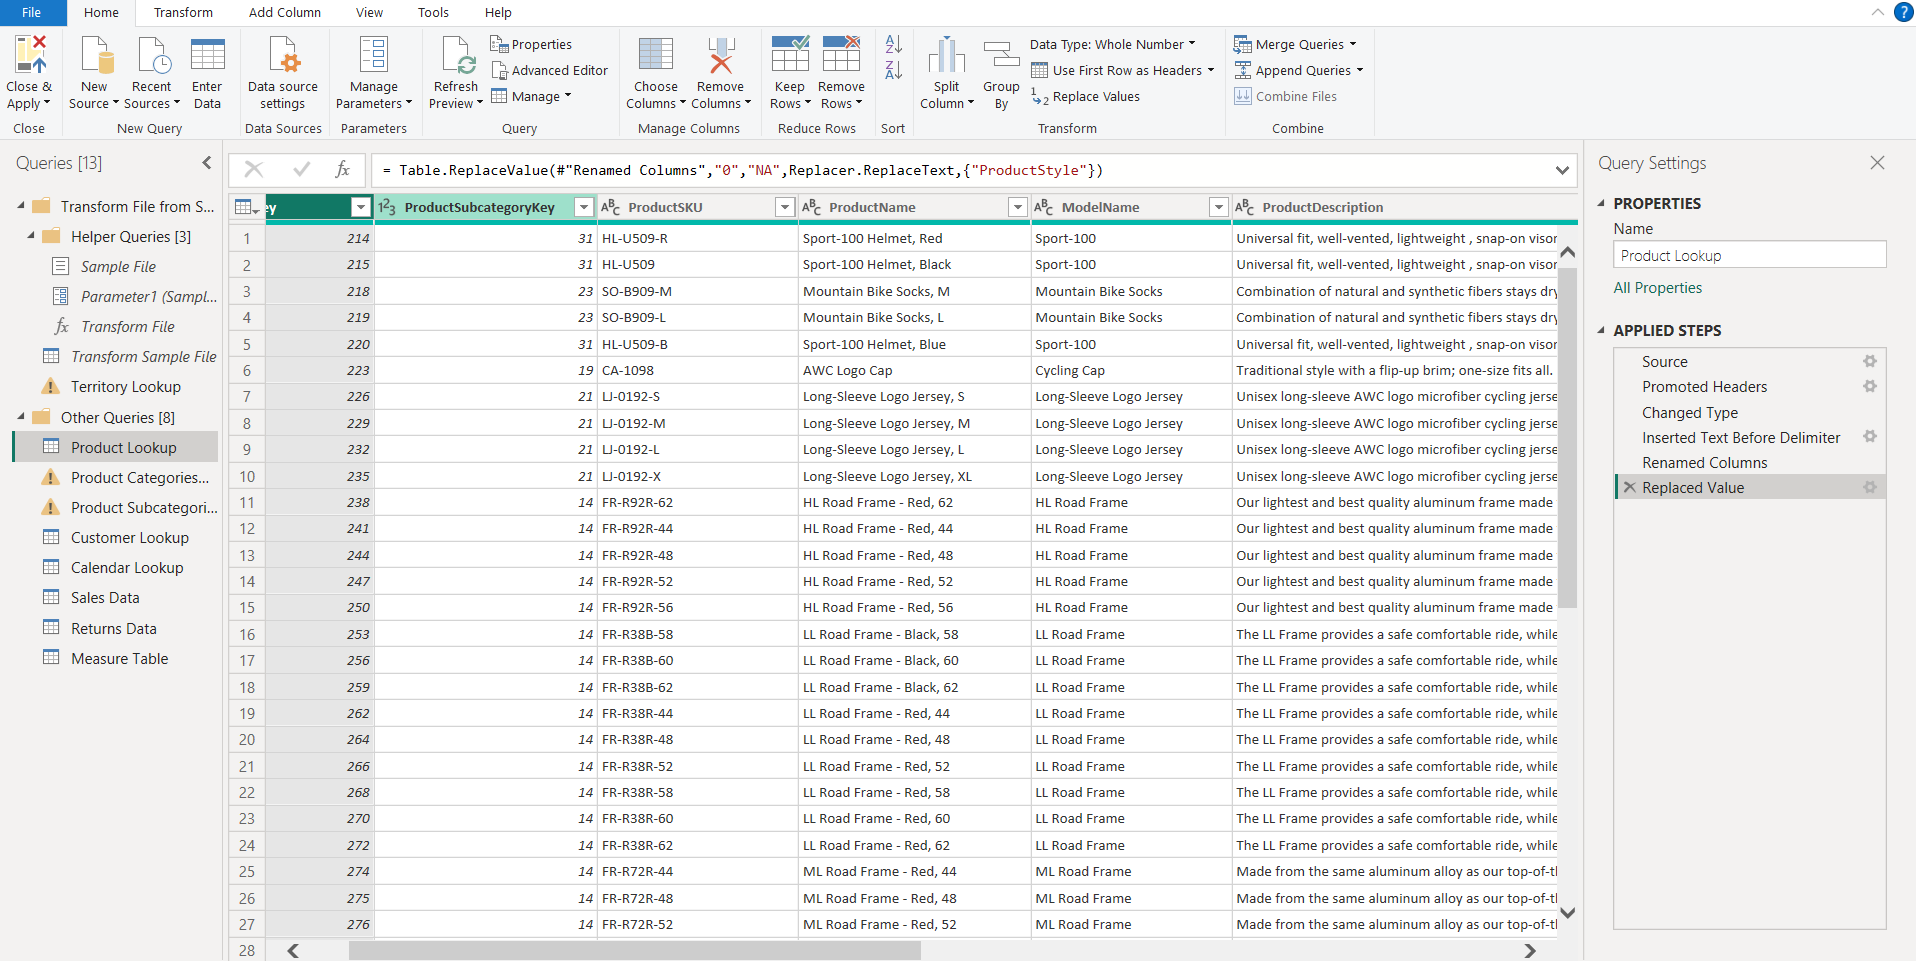 File Home Transform Add Column View Tools Help
Close & Apply
New Source
Recent Sources
Enter Data
Data source settings
Manage Parameters
Refresh Preview
Properties
Advanced Editor
Manage
Choose Columns
Remove Columns
Keep Rows
Remove Rows
Split Column
Group By
Data Type: Whole Number
Use First Row as Headers
Replace Values
Merge Queries
Append Queries
Combine Files
Close New Query Data Sources Parameters Query Manage Columns Reduce Rows Sort Transform Combine
Queries [13]
Transform File from S...
Helper Queries [3]
Sample File
Parameter1 (Sampl...
Transform File
Transform Sample File
Territory Lookup
Other Queries [8]
Product Lookup
Product Categories...
Product Subcategori...
Customer Lookup
Calendar Lookup
Sales Data
Returns Data
Measure Table
fx = Table.ReplaceValue(#"Renamed Columns","0","NA",Replacer.ReplaceText,{"ProductStyle"})
ey ProductSubcategoryKey ProductSKU ProductName ModelName ProductDescription
1 214 31 HL-U509-R Sport-100 Helmet, Red Sport-100 Universal fit, well-vented, lightweight , snap-on visor
2 215 31 HL-U509 Sport-100 Helmet, Black Sport-100 Universal fit, well-vented, lightweight , snap-on visor
3 218 23 SO-B909-M Mountain Bike Socks, M Mountain Bike Socks Combination of natural and synthetic fibers stays dry
4 219 23 SO-B909-L Mountain Bike Socks, L Mountain Bike Socks Combination of natural and synthetic fibers stays dry
5 220 31 HL-U509-B Sport-100 Helmet, Blue Sport-100 Universal fit, well-vented, lightweight , snap-on visor
6 223 19 CA-1098 AWC Logo Cap Cycling Cap Traditional style with a flip-up brim; one-size fits all.
7 226 21 LJ-0192-S Long-Sleeve Logo Jersey, S Long-Sleeve Logo Jersey Unisex long-sleeve AWC logo microfiber cycling jerse
8 229 21 LJ-0192-M Long-Sleeve Logo Jersey, M Long-Sleeve Logo Jersey Unisex long-sleeve AWC logo microfiber cycling jerse
9 232 21 LJ-0192-L Long-Sleeve Logo Jersey, L Long-Sleeve Logo Jersey Unisex long-sleeve AWC logo microfiber cycling jerse
10 235 21 LJ-0192-X Long-Sleeve Logo Jersey, XL Long-Sleeve Logo Jersey Unisex long-sleeve AWC logo microfiber cycling jerse
11 238 14 FR-R92R-62 HL Road Frame - Red, 62 HL Road Frame Our lightest and best quality aluminum frame made
12 241 14 FR-R92R-44 HL Road Frame - Red, 44 HL Road Frame Our lightest and best quality aluminum frame made
13 244 14 FR-R92R-48 HL Road Frame - Red, 48 HL Road Frame Our lightest and best quality aluminum frame made
14 247 14 FR-R92R-52 HL Road Frame - Red, 52 HL Road Frame Our lightest and best quality aluminum frame made
15 250 14 FR-R92R-56 HL Road Frame - Red, 56 HL Road Frame Our lightest and best quality aluminum frame made
16 253 14 FR-R38B-58 LL Road Frame - Black, 58 LL Road Frame The LL Frame provides a safe comfortable ride, while
17 256 14 FR-R38B-60 LL Road Frame - Black, 60 LL Road Frame The LL Frame provides a safe comfortable ride, while
18 259 14 FR-R38B-62 LL Road Frame - Black, 62 LL Road Frame The LL Frame provides a safe comfortable ride, while
19 262 14 FR-R38R-44 LL Road Frame - Red, 44 LL Road Frame The LL Frame provides a safe comfortable ride, while
20 264 14 FR-R38R-48 LL Road Frame - Red, 48 LL Road Frame The LL Frame provides a safe comfortable ride, while
21 266 14 FR-R38R-52 LL Road Frame - Red, 52 LL Road Frame The LL Frame provides a safe comfortable ride, while
22 268 14 FR-R38R-58 LL Road Frame - Red, 58 LL Road Frame The LL Frame provides a safe comfortable ride, while
23 270 14 FR-R38R-60 LL Road Frame - Red, 60 LL Road Frame The LL Frame provides a safe comfortable ride, while
24 272 14 FR-R38R-62 LL Road Frame - Red, 62 LL Road Frame The LL Frame provides a safe comfortable ride, while
25 274 14 FR-R72R-44 ML Road Frame - Red, 44 ML Road Frame Made from the same aluminum alloy as our top-of-t
26 275 14 FR-R72R-48 ML Road Frame - Red, 48 ML Road Frame Made from the same aluminum alloy as our top-of-t
27 276 14 FR-R72R-52 ML Road Frame - Red, 52 ML Road Frame Made from the same aluminum alloy as our top-of-t
28
Query Settings
PROPERTIES
Name
Product Lookup
All Properties
APPLIED STEPS
Source
Promoted Headers
Changed Type
Inserted Text Before Delimiter
Renamed Columns
Replaced Value